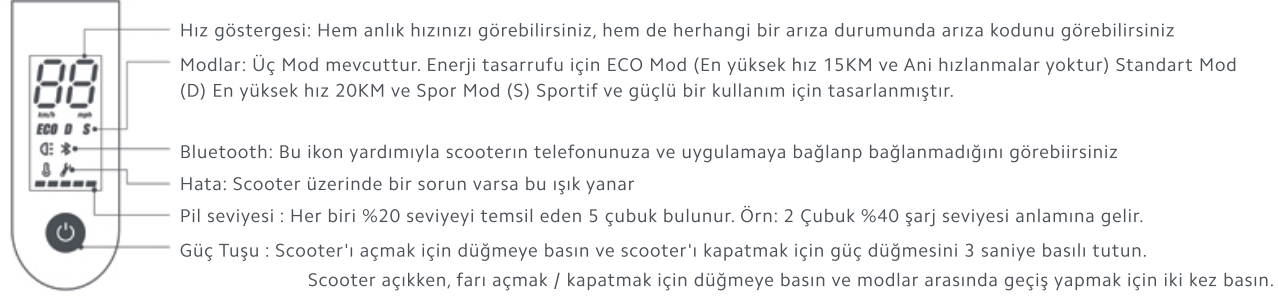 Hız göstergesi: Hem anlık hızınızı görebilirsiniz, hem de herhangi bir arıza durumunda arıza kodunu görebilirsiniz
88
Modlar: Üç Mod mevcuttur. Enerji tasarrufu için ECO Mod (En yüksek hız 15KM ve Ani hızlanmalar yoktur) Standart Mod
(D) En yüksek hız 20KM ve Spor Mod (S) Sportif ve güçlü bir kullanım için tasarlanmıştır.
km/h mph
ECO D S
Bluetooth: Bu ikon yardımıyla scooterın telefonunuza ve uygulamaya bağlanp bağlanmadığını görebiirsiniz
Hata: Scooter üzerinde bir sorun varsa bu ışık yanar
Pil seviyesi : Her biri %20 seviyeyi temsil eden 5 çubuk bulunur. Örn: 2 Çubuk %40 şarj seviyesi anlamına gelir.
Güç Tuşu : Scooter'ı açmak için düğmeye basın ve scooter'ı kapatmak için güç düğmesini 3 saniye basılı tutun.
Scooter açıkken, farı açmak / kapatmak için düğmeye basın ve modlar arasında geçiş yapmak için iki kez basın.